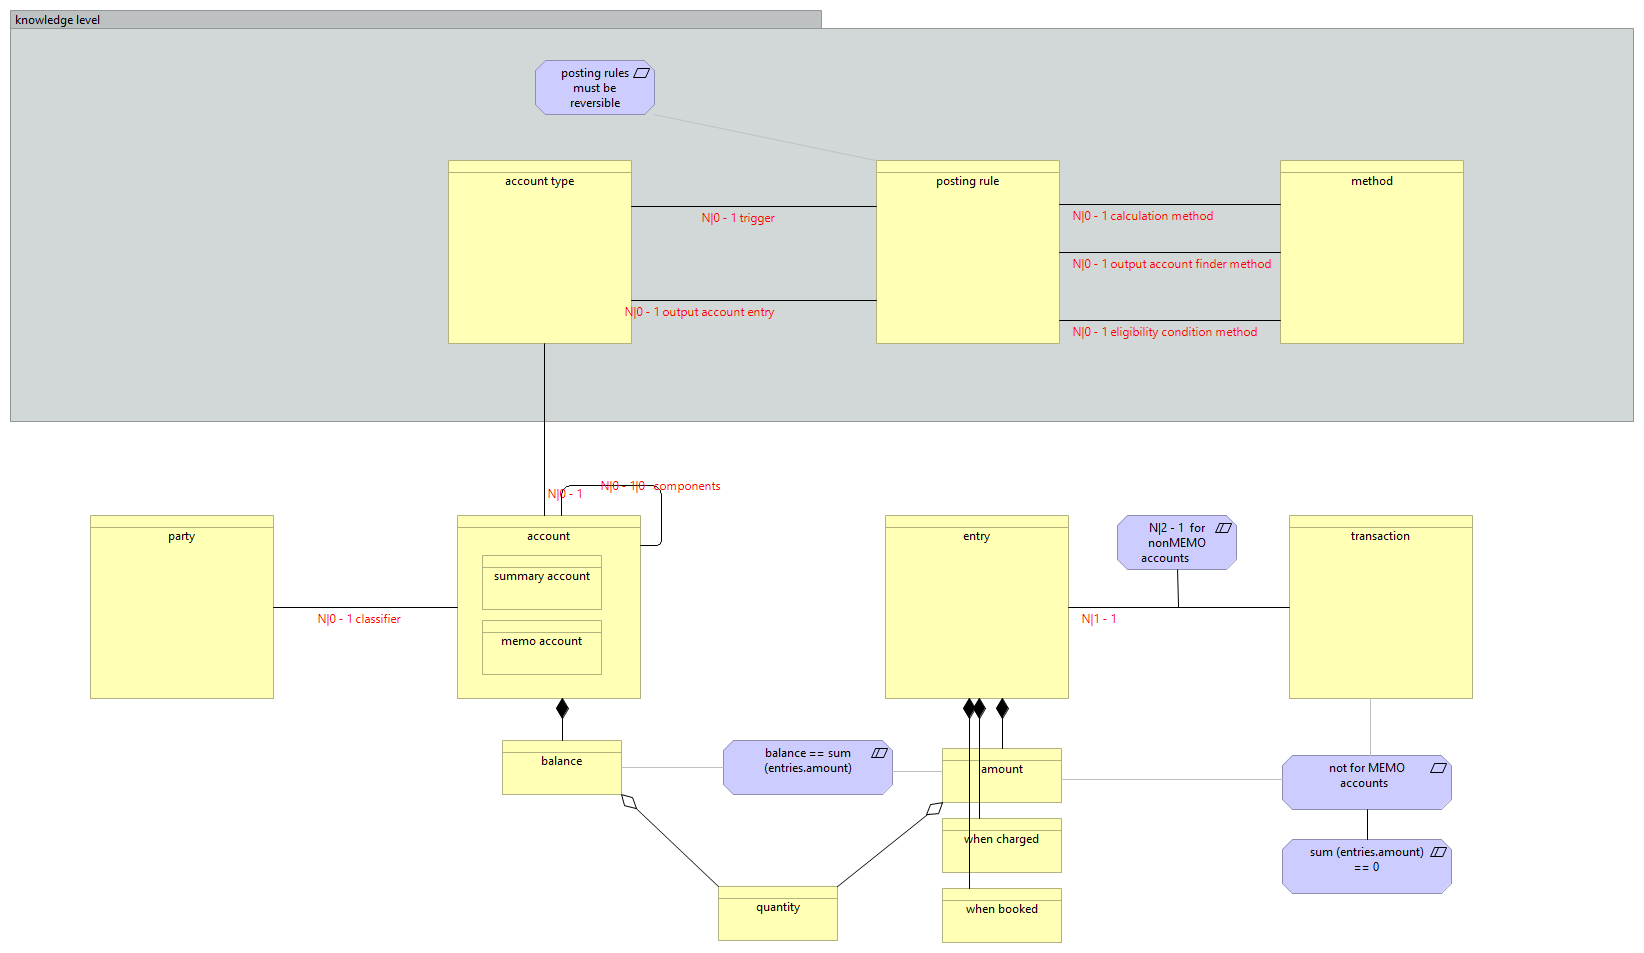 knowledge level
posting rules
must be
reversible
account type
posting rule
method
N|0 - 1 trigger
N|0 - 1 calculation method
N|0 - 1 output account finder method
N|0 - 1 output account entry
N|0 - 1 eligibility condition method
N|0 - 1|0 components
N|0 - 1
party
account
entry
N|2 - 1 for
nonMEMO
accounts
transaction
summary account
N|0 - 1 classifier
N|1 - 1
memo account
balance
balance == sum
(entries.amount)
amount
not for MEMO
accounts
when charged
sum (entries.amount)
== 0
quantity
when booked